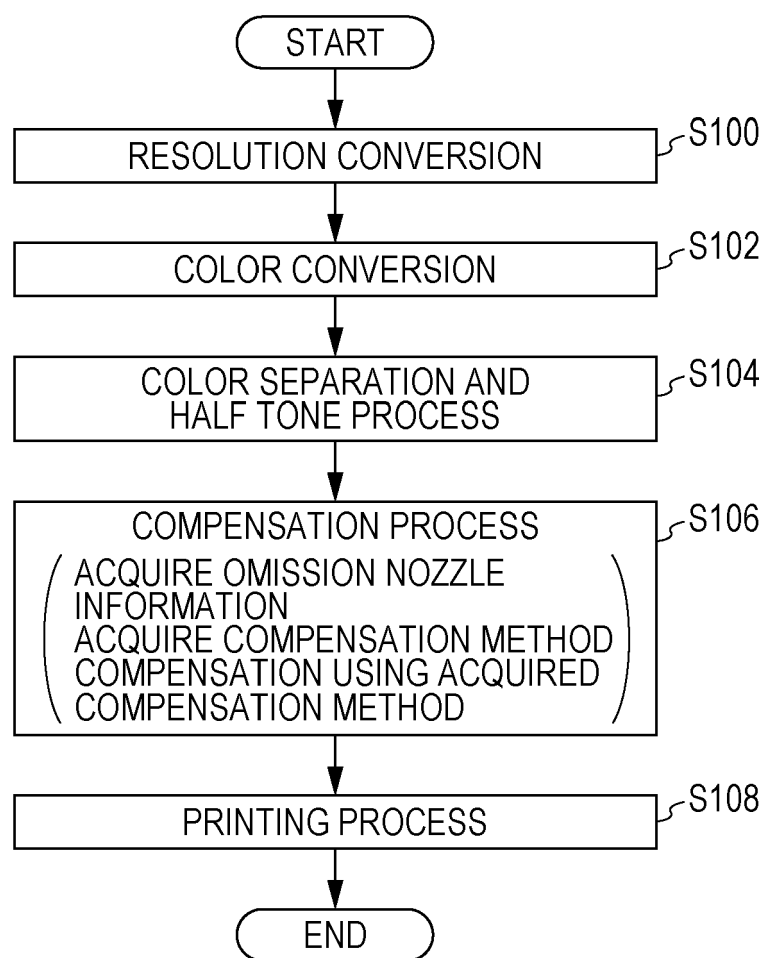 START
RESOLUTION CONVERSION
S100
COLOR CONVERSION
S102
COLOR SEPARATION AND
HALF TONE PROCESS
S104
COMPENSATION PROCESS
S106
ACQUIRE OMISSION NOZZLE
INFORMATION
ACQUIRE COMPENSATION METHOD
COMPENSATION USING ACQUIRED
COMPENSATION METHOD
PRINTING PROCESS
S108
END